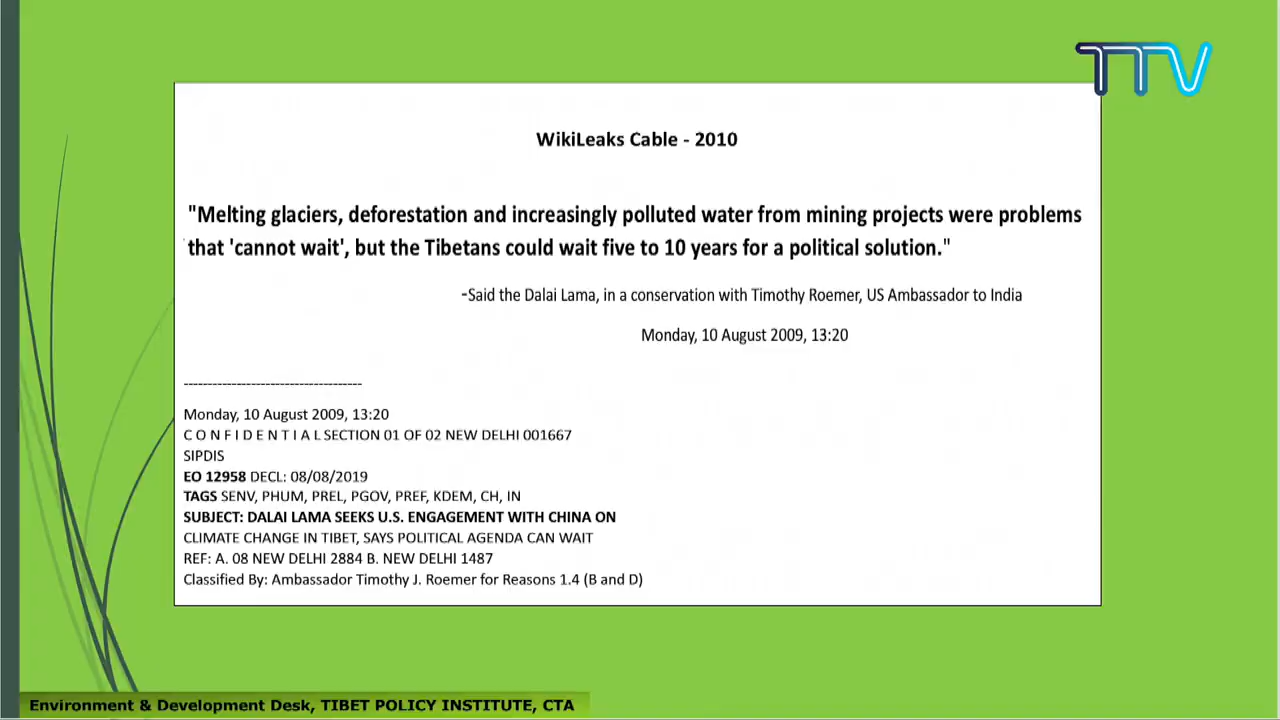 TTV
WikiLeaks Cable - 2010
"Melting glaciers, deforestation and increasingly polluted water from mining projects were problems
that 'cannot wait', but the Tibetans could wait five to 10 years for a political solution."
-Said the Dalai Lama, in a conservation with Timothy Roemer, US Ambassador to India
Monday, 10 August 2009, 13:20
-------------------------------------
Monday, 10 August 2009, 13:20
C O N F I D E N T I A L SECTION 01 OF 02 NEW DELHI 001667
SIPDIS
EO 12958 DECL: 08/08/2019
TAGS SENV, PHUM, PREL, PGOV, PREF, KDEM, CH, IN
SUBJECT: DALAI LAMA SEEKS U.S. ENGAGEMENT WITH CHINA ON
CLIMATE CHANGE IN TIBET, SAYS POLITICAL AGENDA CAN WAIT
REF: A. 08 NEW DELHI 2884 B. NEW DELHI 1487
Classified By: Ambassador Timothy J. Roemer for Reasons 1.4 (B and D)
Environment & Development Desk, TIBET POLICY INSTITUTE, CTA